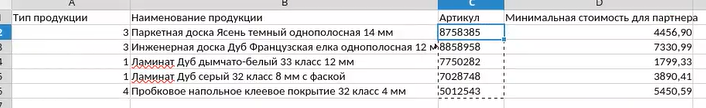 A B C D
Тип продукции Наименование продукции Артикул Минимальная стоимость для партнера
3 Паркетная доска Ясень темный однополосная 14 мм 8758385 4456,90
3 Инженерная доска Дуб Французская елка однополосная 12 м 8858958 7330,99
1 Ламинат Дуб дымчато-белый 33 класс 12 мм 7750282 1799,33
1 Ламинат Дуб серый 32 класс 8 мм с фаской 7028748 3890,41
4 Пробковое напольное клеевое покрытие 32 класс 4 мм 5012543 5450,59